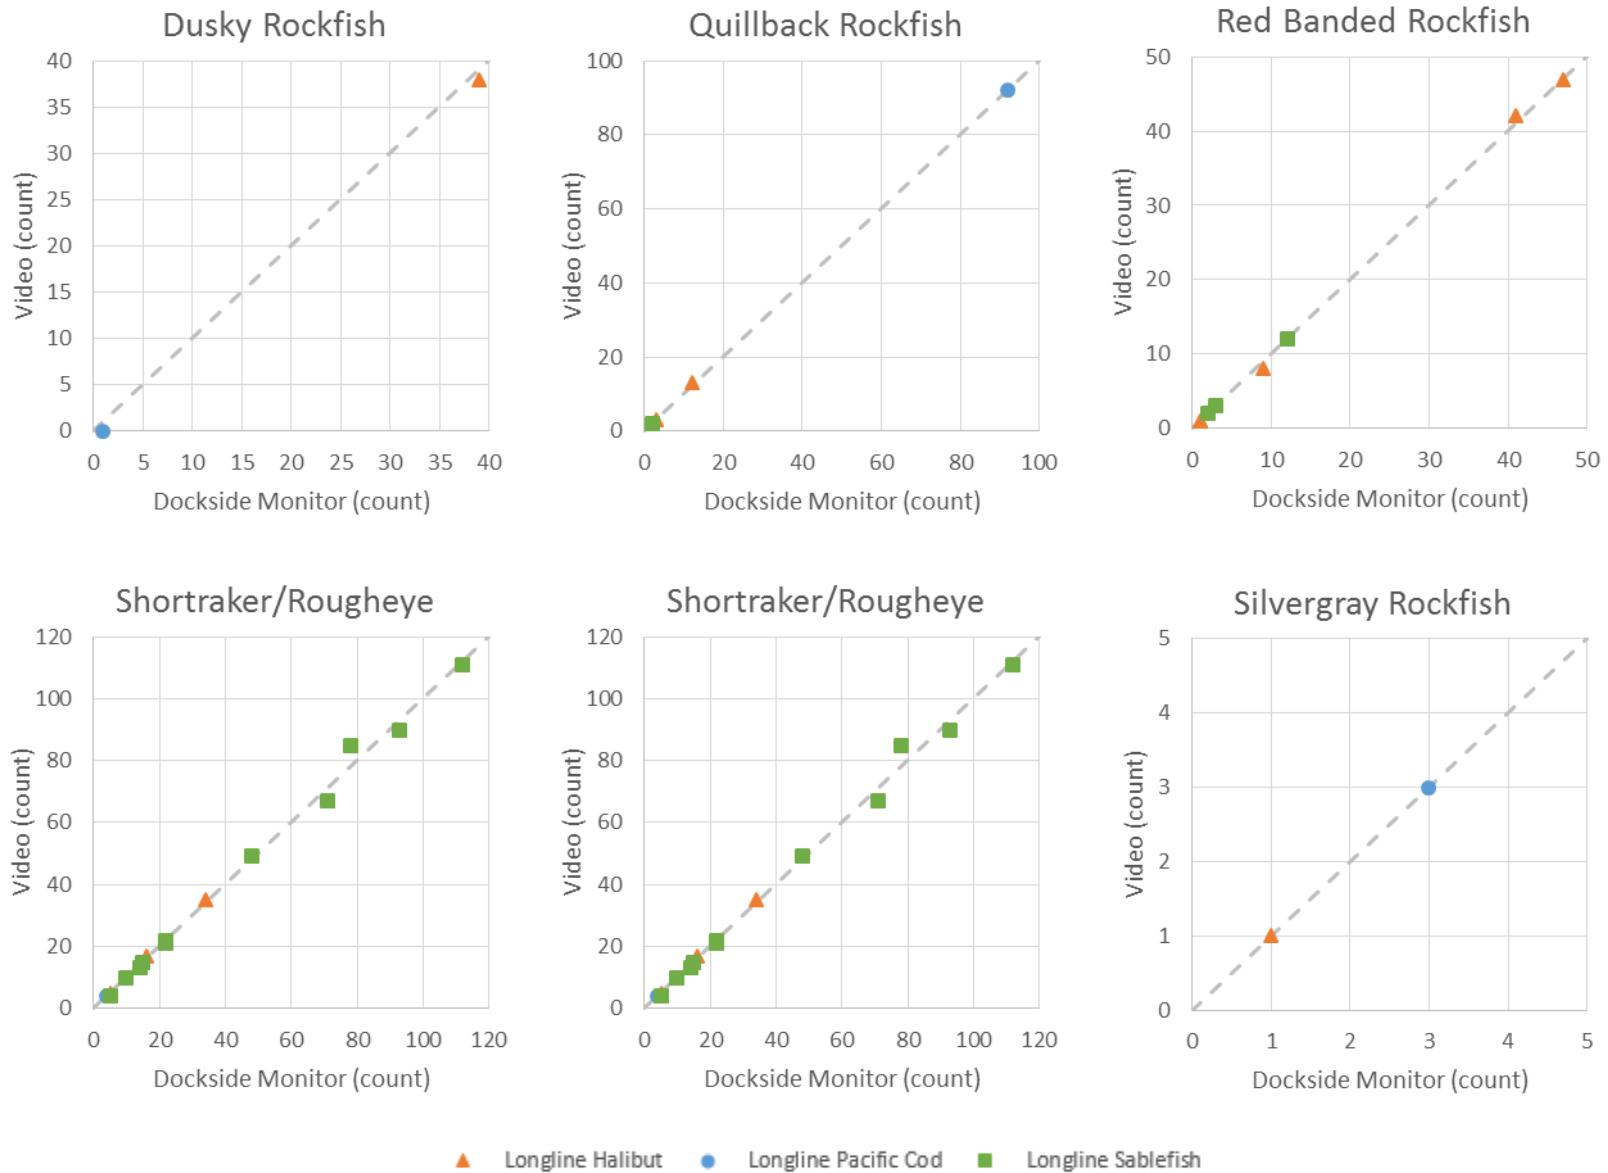 Dusky Rockfish
40
35
30
25
20
15
10
5
0
Video (count)
0 5 10 15 20 25 30 35 40
Dockside Monitor (count)
Quillback Rockfish
100
80
60
40
20
0
Video (count)
0 20 40 60 80 100
Dockside Monitor (count)
Red Banded Rockfish
50
40
30
20
10
0
Video (count)
0 10 20 30 40 50
Dockside Monitor (count)
Shortraker/Rougheye
120
100
80
60
40
20
0
Video (count)
0 20 40 60 80 100 120
Dockside Monitor (count)
Shortraker/Rougheye
120
100
80
60
40
20
0
Video (count)
0 20 40 60 80 100 120
Dockside Monitor (count)
Silvergray Rockfish
5
4
3
2
1
0
Video (count)
0 1 2 3 4 5
Dockside Monitor (count)
Longline Halibut Longline Pacific Cod Longline Sablefish